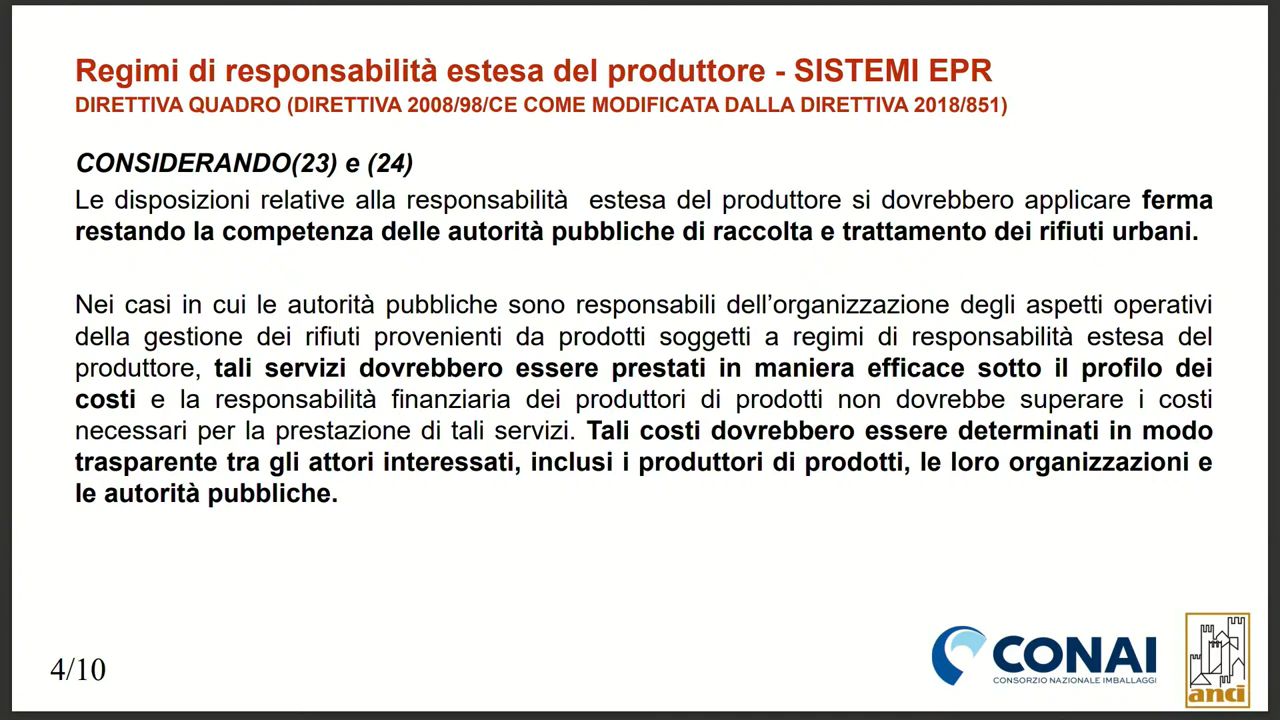 Regimi di responsabilità estesa del produttore - SISTEMI EPR
DIRETTIVA QUADRO (DIRETTIVA 2008/98/CE COME MODIFICATA DALLA DIRETTIVA 2018/851)
CONSIDERANDO(23) e (24)
Le disposizioni relative alla responsabilità estesa del produttore si dovrebbero applicare ferma
restando la competenza delle autorità pubbliche di raccolta e trattamento dei rifiuti urbani.
Nei casi in cui le autorità pubbliche sono responsabili dell’organizzazione degli aspetti operativi
della gestione dei rifiuti provenienti da prodotti soggetti a regimi di responsabilità estesa del
produttore, tali servizi dovrebbero essere prestati in maniera efficace sotto il profilo dei
costi e la responsabilità finanziaria dei produttori di prodotti non dovrebbe superare i costi
necessari per la prestazione di tali servizi. Tali costi dovrebbero essere determinati in modo
trasparente tra gli attori interessati, inclusi i produttori di prodotti, le loro organizzazioni e
le autorità pubbliche.
4/10
CONAI
CONSORZIO NAZIONALE IMBALLAGGI
anci